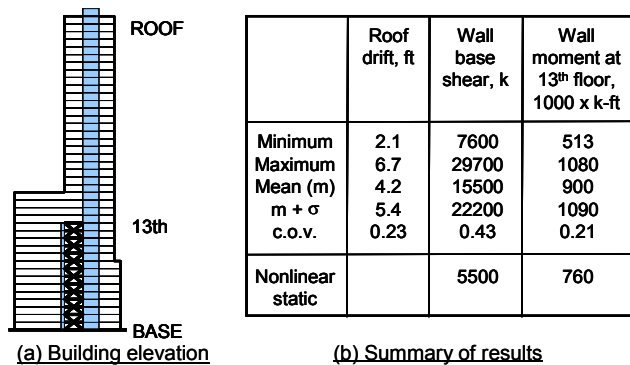 ROOF
13th
BASE
(a) Building elevation
Roof drift, ft
Wall base shear, k
Wall moment at 13th floor, 1000 x k-ft
Minimum 2.1 7600 513
Maximum 6.7 29700 1080
Mean (m) 4.2 15500 900
m + σ 5.4 22200 1090
c.o.v. 0.23 0.43 0.21
Nonlinear static 5500 760
(b) Summary of results